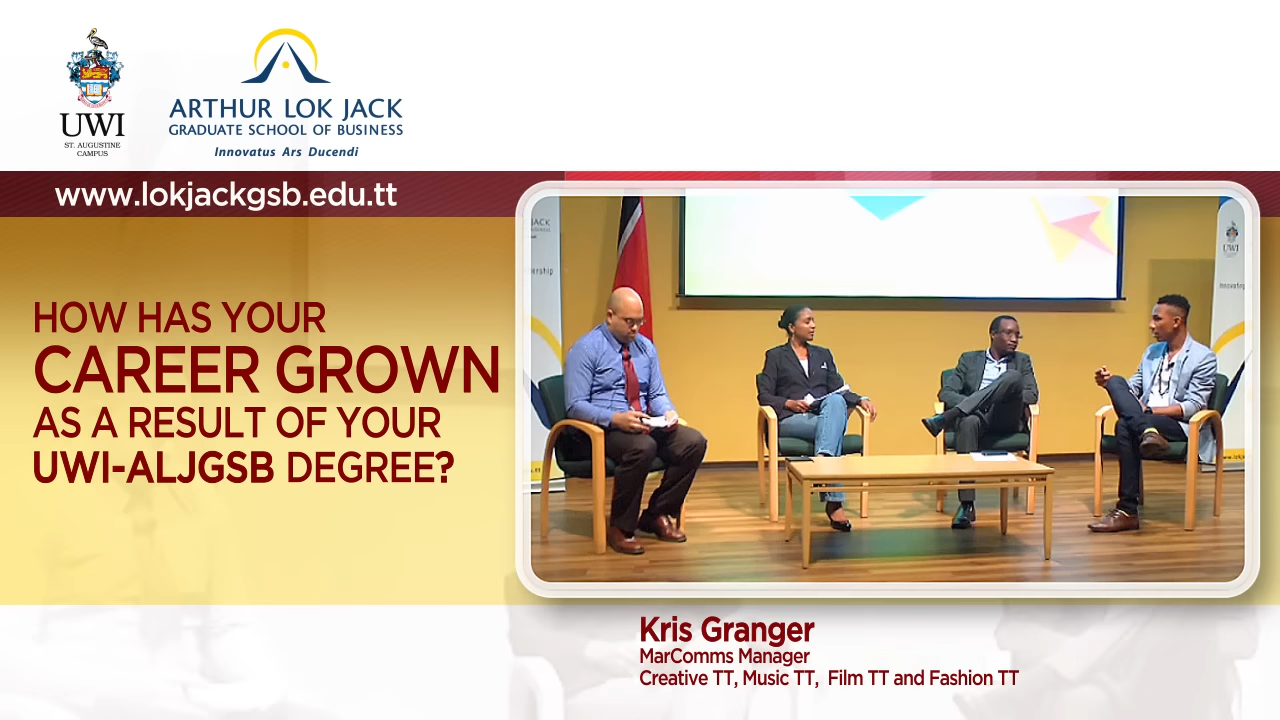 UWI
ST. AUGUSTINE
CAMPUS
ARTHUR LOK JACK
GRADUATE SCHOOL OF BUSINESS
Innovatus Ars Ducendi
www.lokjackgsb.edu.tt
HOW HAS YOUR
CAREER GROWN
AS A RESULT OF YOUR
UWI-ALJGSB DEGREE?
JACK
UWI
Kris Granger
MarComms Manager
Creative TT, Music TT, Film TT and Fashion TT